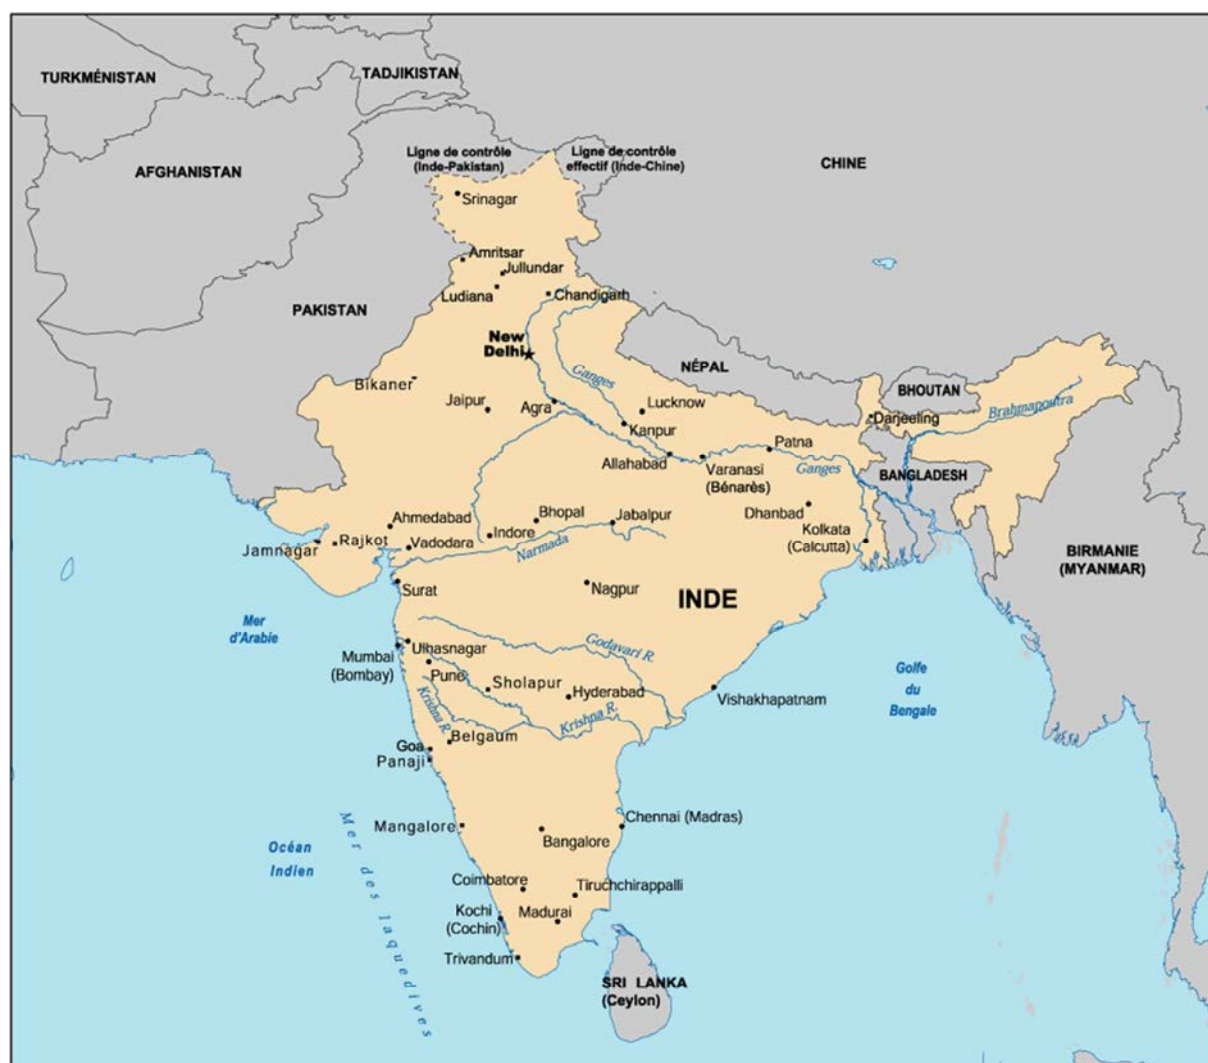 TURKMÉNISTAN
TADJIKISTAN
AFGHANISTAN
Ligne de contrôle
(Inde-Pakistan)
Ligne de contrôle
effectif (Inde-Chine)
CHINE
Srinagar
Amritsar
Jullundar
Ludiana
Chandigarh
PAKISTAN
New
Delhi
NÉPAL
Ganges
Bikaner
BHOUTAN
Brahmapoutra
Jaipur
Agra
Lucknow
Darjeeling
Kanpur
Patna
Allahabad
Varanasi
(Bénarès)
Ganges
BANGLADESH
Dhanbad
Ahmedabad
Bhopal
Jabalpur
Kolkata
(Calcutta)
Jamnagar
Rajkot
Vadodara
Indore
Narmada
BIRMANIE
(MYANMAR)
Surat
Nagpur
INDE
Mer
d'Arabie
Ulhasnagar
Godavari R.
Mumbai
(Bombay)
Pune
Sholapur
Hyderabad
Vishakhapatnam
Golfe
du
Bengale
Krishna R.
Krishna R.
Belgaum
Goa
Panaji
Mangalore
Chennai (Madras)
Bangalore
Océan
Indien
Mer des laquedives
Coimbatore
Tiruchchirappalli
Kochi
(Cochin)
Madurai
Trivandum
SRI LANKA
(Ceylon)